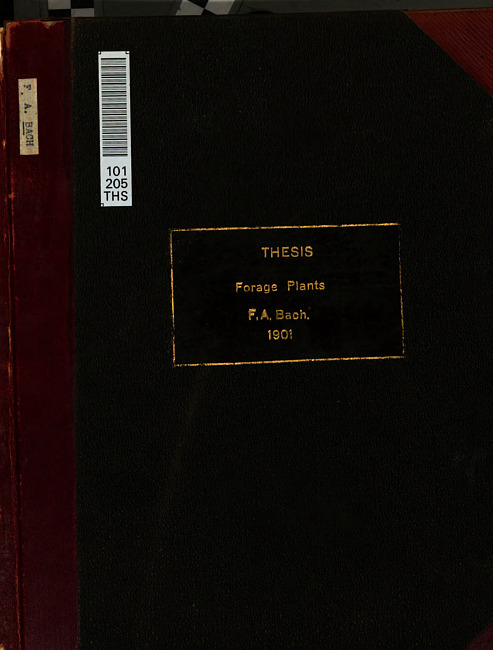 F. A. BACH
101
205
THS
THESIS
Forage Plants
F.A. Bach.
1901